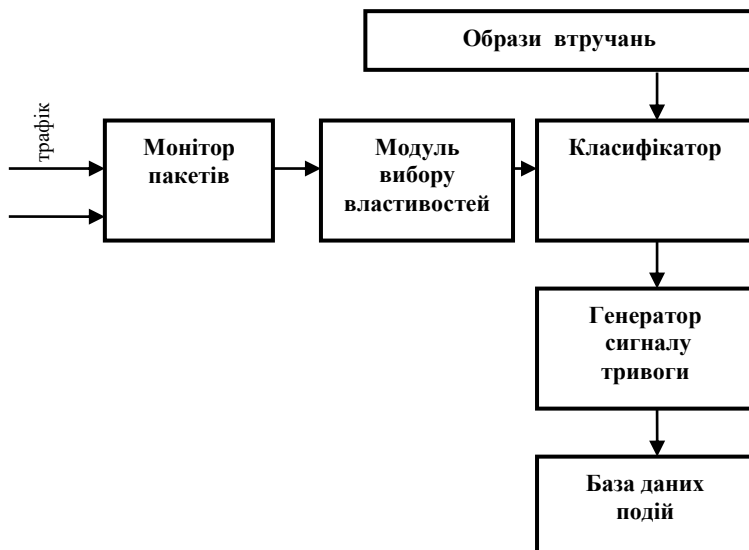 Образи втручань
трафік
Монітор
пакетів
Модуль
вибору
властивостей
Класифікатор
Генератор
сигналу
тривоги
База даних
подій